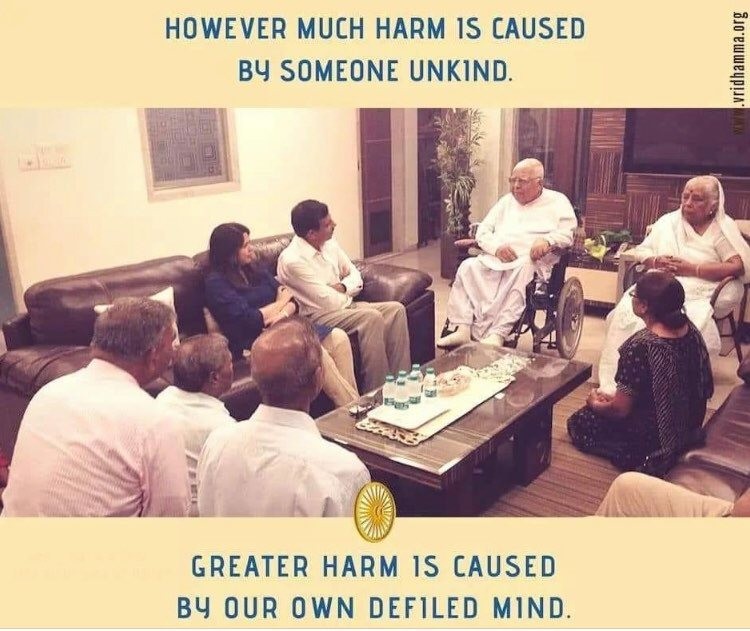 HOWEVER MUCH HARM IS CAUSED
BY SOMEONE UNKIND.
www.vridhamma.org
GREATER HARM IS CAUSED
BY OUR OWN DEFILED MIND.